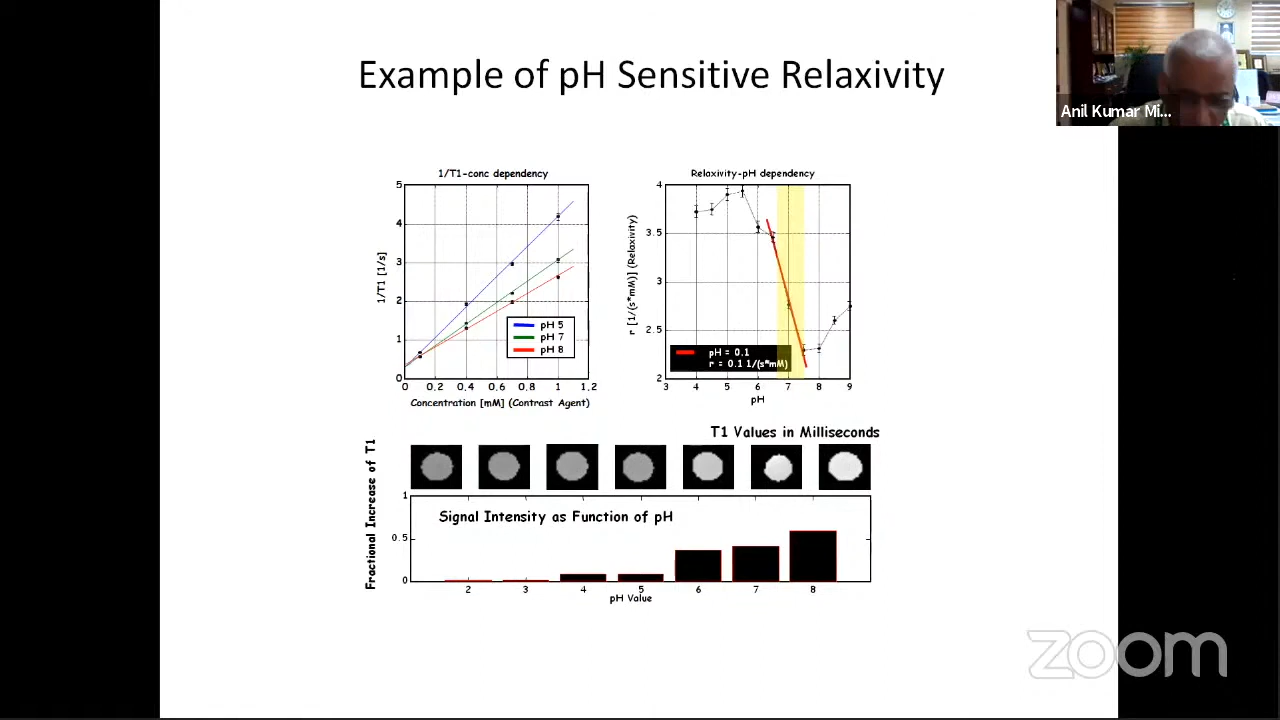 Example of pH Sensitive Relaxivity
Anil Kumar Mi...
1/T1-conc dependency
5
4
3
2
1
0
1/T1 [1/s]
pH 5
pH 7
pH 8
0 0.2 0.4 0.6 0.8 1 1.2
Concentration [mM] (Contrast Agent)
Relaxivity-pH dependency
4
3.5
3
2.5
2
r [1/(s*mM)] (Relaxivity)
pH = 0.1
r = 0.1 1/(s*mM)
3 4 5 6 7 8 9
pH
T1 Values in Milliseconds
Fractional Increase of T1
1
0.5
0
Signal Intensity as Function of pH
2 3 4 5 6 7 8
pH Value
zoom